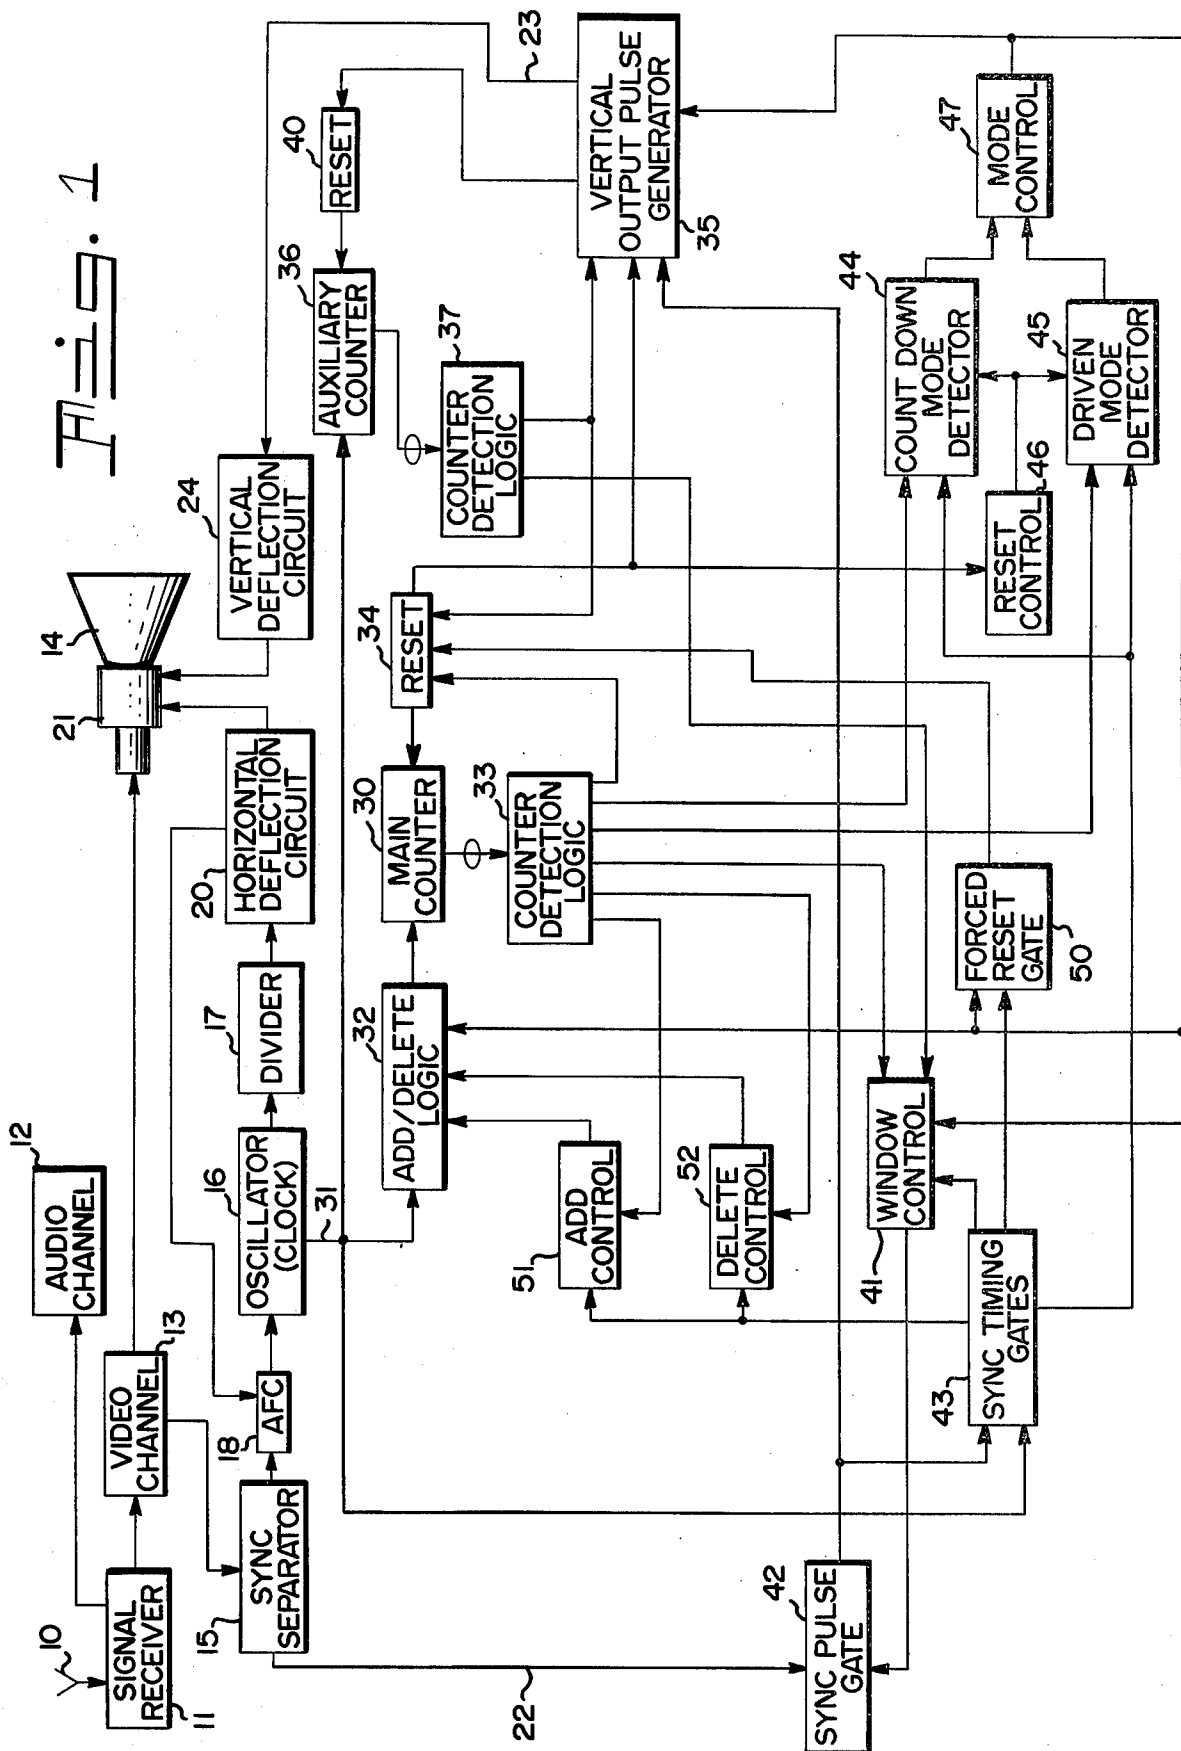 Fig. 1
10
SIGNAL
RECEIVER
11
AUDIO
CHANNEL
12
VIDEO
CHANNEL
13
14
21
SYNC
SEPARATOR
15
AFC
18
OSCILLATOR
(CLOCK)
16
DIVIDER
17
HORIZONTAL
DEFLECTION
CIRCUIT
20
VERTICAL
DEFLECTION
CIRCUIT
24
22
23
31
ADD/DELETE
LOGIC
32
MAIN
COUNTER
30
RESET
34
AUXILIARY
COUNTER
36
RESET
40
COUNTER
DETECTION
LOGIC
33
COUNTER
DETECTION
LOGIC
37
VERTICAL
OUTPUT PULSE
GENERATOR
35
ADD
CONTROL
51
DELETE
CONTROL
52
SYNC PULSE
GATE
42
WINDOW
CONTROL
41
SYNC TIMING
GATES
43
FORCED
RESET
GATE
50
RESET
CONTROL
46
COUNT DOWN
MODE
DETECTOR
44
DRIVEN
MODE
DETECTOR
45
MODE
CONTROL
47